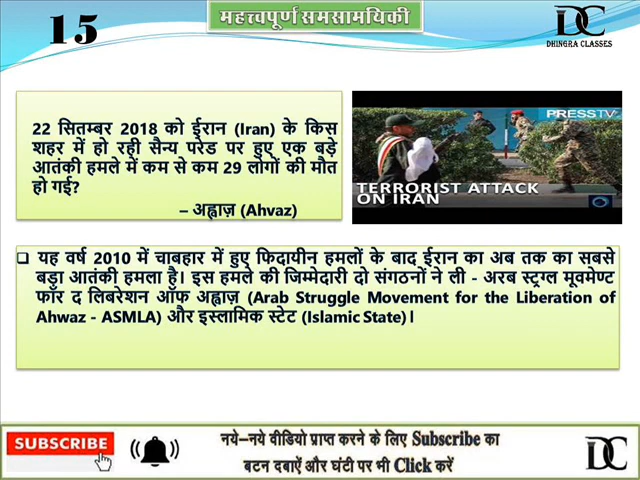 15
महत्त्वपूर्ण समसामयिकी
DC
DHINGRA CLASSES
22 सितम्बर 2018 को ईरान (Iran) के किस
शहर में हो रही सैन्य परेड पर हुए एक बड़े
आतंकी हमले में कम से कम 29 लोगों की मौत
हो गई?
– अह्वाज़ (Ahvaz)
PRESSTV
TERRORIST ATTACK
ON IRAN
यह वर्ष 2010 में चाबहार में हुए फिदायीन हमलों के बाद ईरान का अब तक का सबसे
बड़ा आतंकी हमला है। इस हमले की जिम्मेदारी दो संगठनों ने ली - अरब स्ट्रग्ल मूवमेण्ट
फॉर द लिबरेशन ऑफ अह्वाज़ (Arab Struggle Movement for the Liberation of
Ahwaz - ASMLA) और इस्लामिक स्टेट (Islamic State)।
SUBSCRIBE
नये–नये वीडियो प्राप्त करने के लिए Subscribe का
बटन दबाऐं और घंटी पर भी Click करें
DC